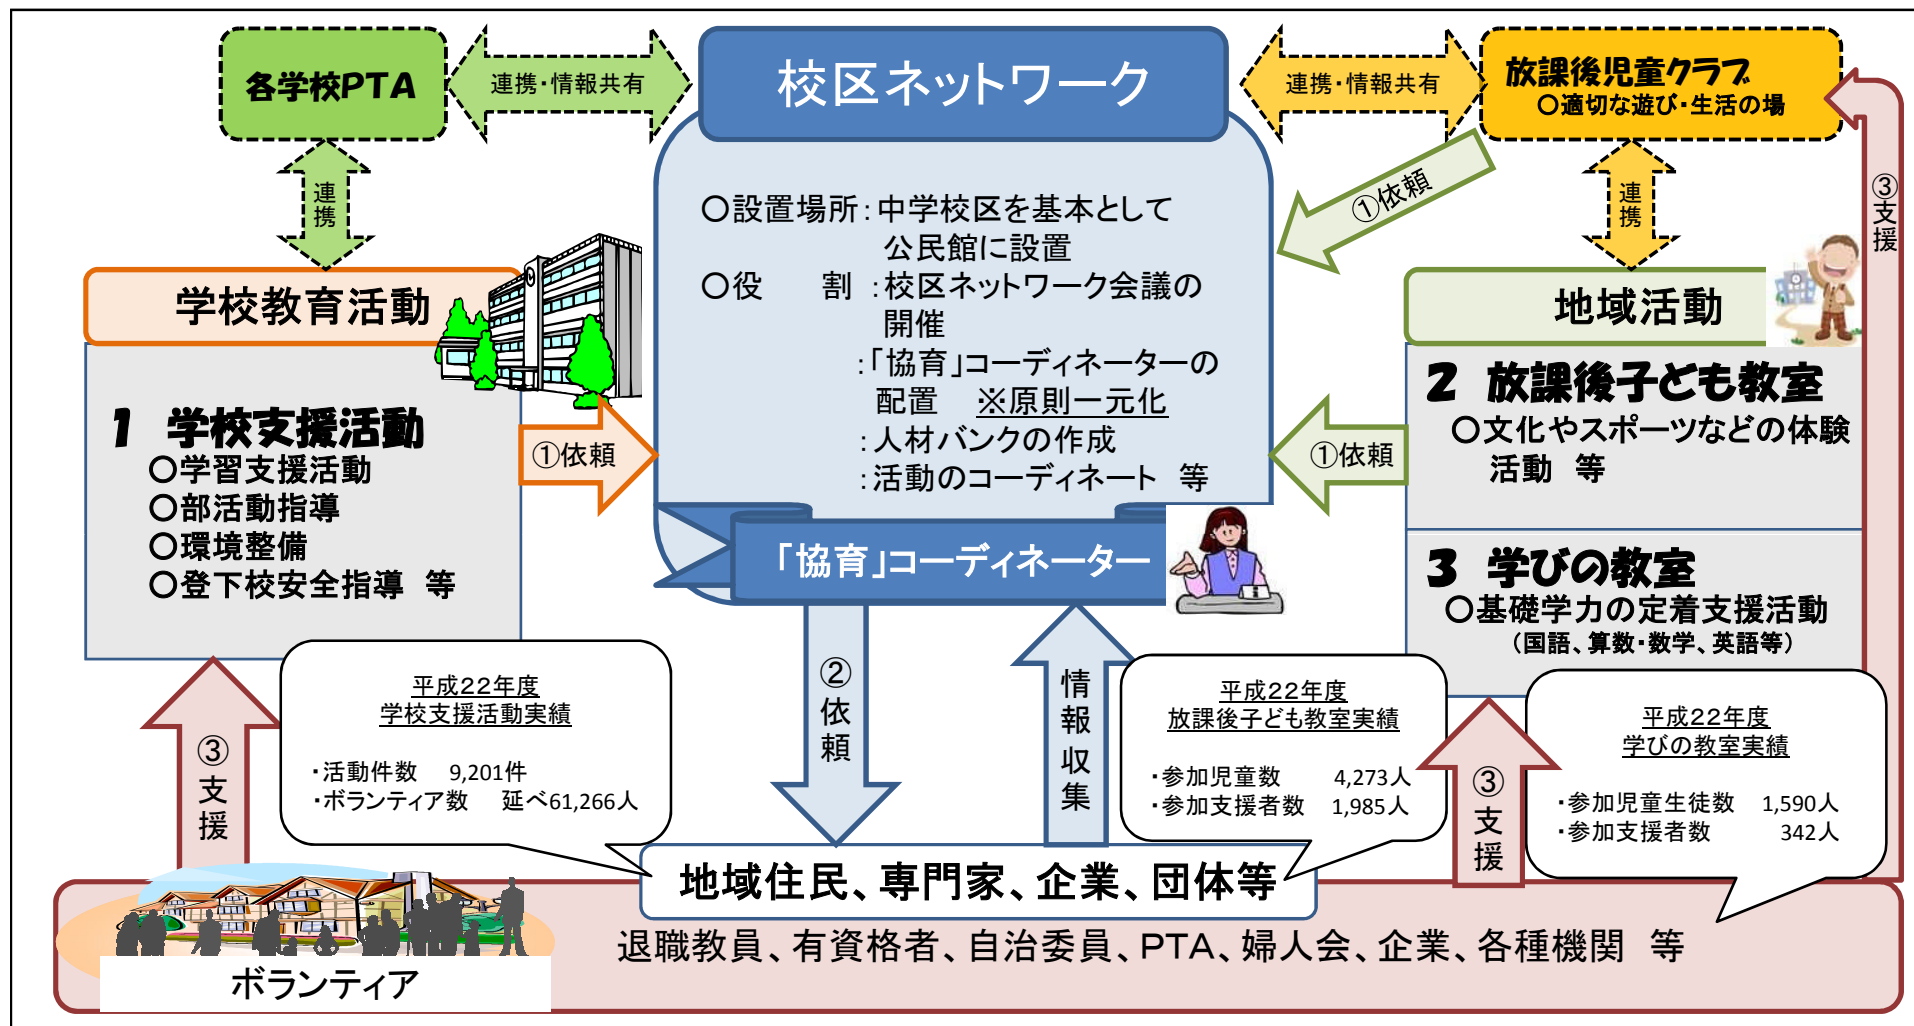 各学校PTA
連携・情報共有
校区ネットワーク
連携・情報共有
放課後児童クラブ
○適切な遊び・生活の場
連携
①依頼
連携
③支援
○設置場所：中学校区を基本として
公民館に設置
○役　　割　：校区ネットワーク会議の
開催
：「協育」コーディネーターの
配置　※原則一元化
：人材バンクの作成
：活動のコーディネート　等
「協育」コーディネーター
学校教育活動
1　学校支援活動
○学習支援活動
○部活動指導
○環境整備
○登下校安全指導　等
①依頼
①依頼
地域活動
2　放課後子ども教室
○文化やスポーツなどの体験
活動　等
3　学びの教室
○基礎学力の定着支援活動
（国語、算数・数学、英語等）
③支援
平成２２年度
学校支援活動実績
・活動件数　9,201件
・ボランティア数　延べ61,266人
②依頼
情報収集
平成２２年度
放課後子ども教室実績
・参加児童数　4,273人
・参加支援者数　1,985人
③支援
平成２２年度
学びの教室実績
・参加児童生徒数　1,590人
・参加支援者数　342人
地域住民、専門家、企業、団体等
退職教員、有資格者、自治委員、ＰＴＡ、婦人会、企業、各種機関　等
ボランティア